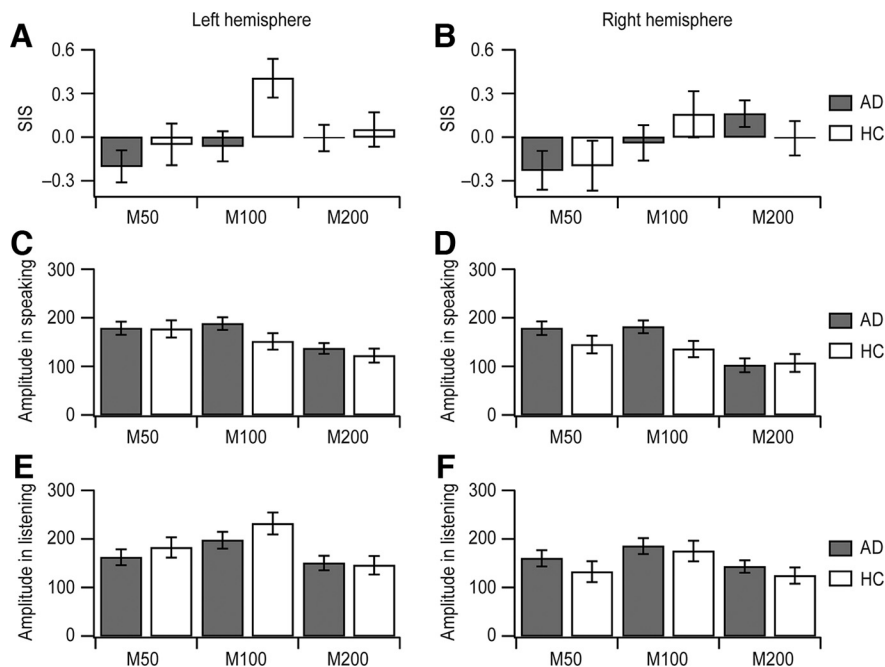 Left hemisphere
Right hemisphere
A
SIS
0.6
0.3
0.0
–0.3
M50 M100 M200
B
SIS
0.6
0.3
0.0
–0.3
M50 M100 M200
AD
HC
C
Amplitude in speaking
300
200
100
0
M50 M100 M200
D
Amplitude in speaking
300
200
100
0
M50 M100 M200
AD
HC
E
Amplitude in listening
300
200
100
0
M50 M100 M200
F
Amplitude in listening
300
200
100
0
M50 M100 M200
AD
HC